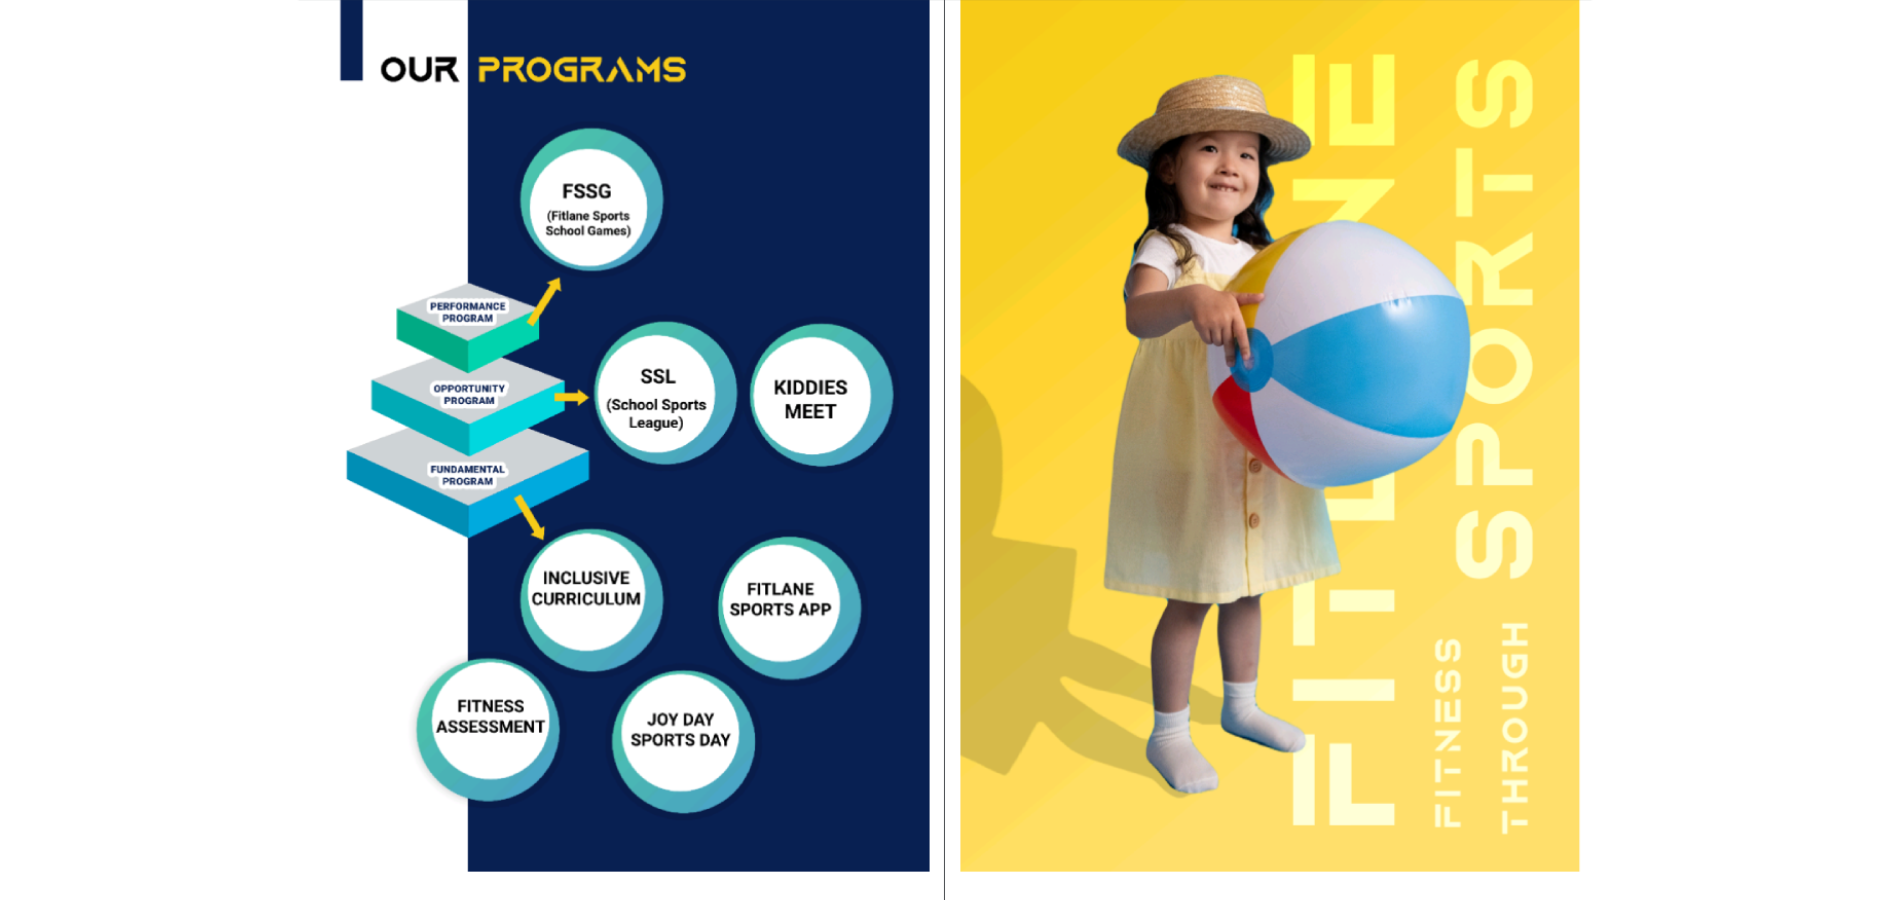 OUR PROGRAMS
FSSG
(Fitlane Sports
School Games)
PERFORMANCE
PROGRAM
OPPORTUNITY
PROGRAM
FUNDAMENTAL
PROGRAM
SSL
(School Sports
League)
KIDDIES
MEET
INCLUSIVE
CURRICULUM
FITLANE
SPORTS APP
FITNESS
ASSESSMENT
JOY DAY
SPORTS DAY
FITNESS
THROUGH SPORTS